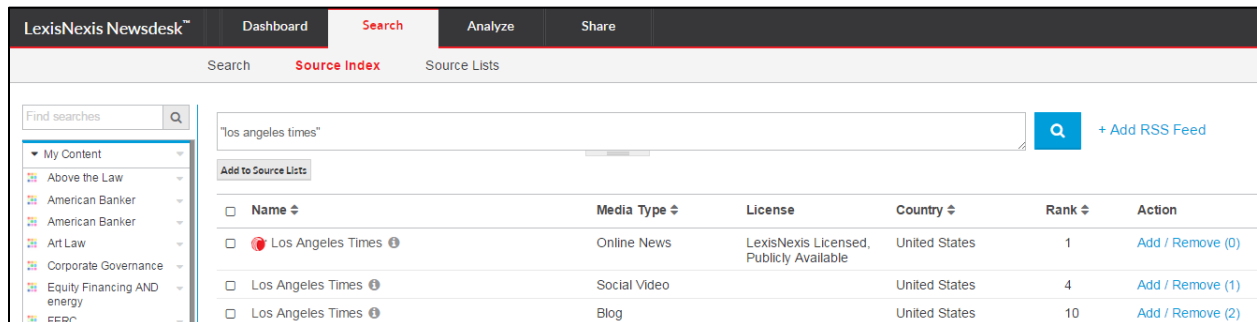 LexisNexis Newsdesk™ Dashboard Search Analyze Share
Search Source Index Source Lists
Find searches
"los angeles times"
+ Add RSS Feed
My Content
Add to Source Lists
Above the Law
American Banker
American Banker
Art Law
Corporate Governance
Equity Financing AND
energy
FERC
Name Media Type License Country Rank Action
Los Angeles Times Online News LexisNexis Licensed, United States 1 Add / Remove (0)
Publicly Available
Los Angeles Times Social Video United States 4 Add / Remove (1)
Los Angeles Times Blog United States 10 Add / Remove (2)